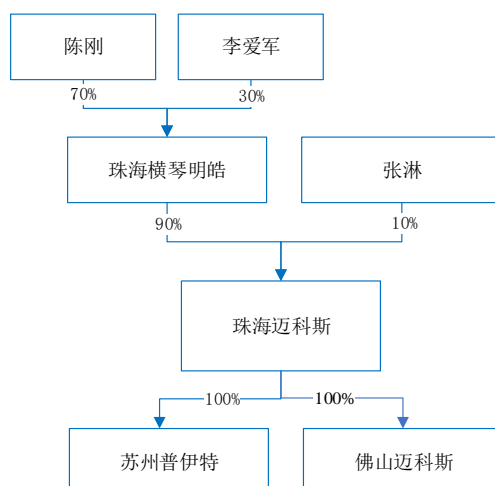 陈刚
李爱军
70%
30%
珠海横琴明皓
张淋
90%
10%
珠海迈科斯
100%
100%
苏州普伊特
佛山迈科斯